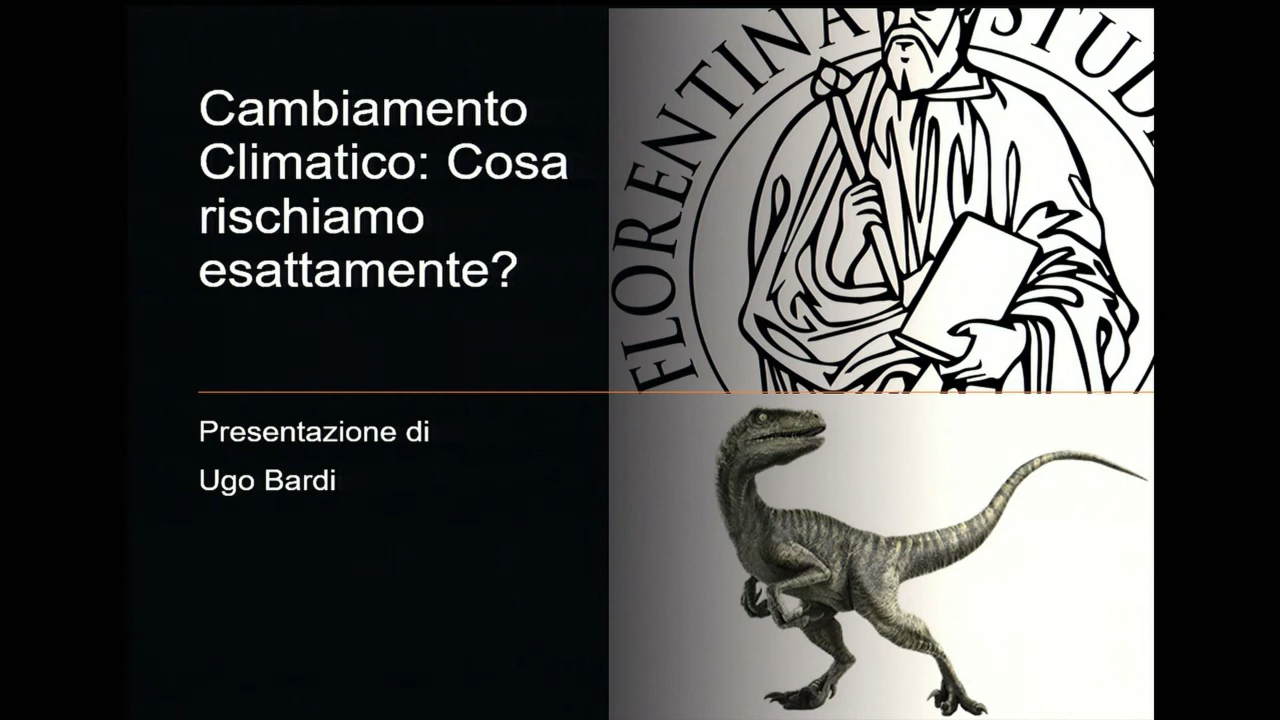 Cambiamento
Climatico: Cosa
rischiamo
esattamente?
Presentazione di
Ugo Bardi
FLORENTINA STUD